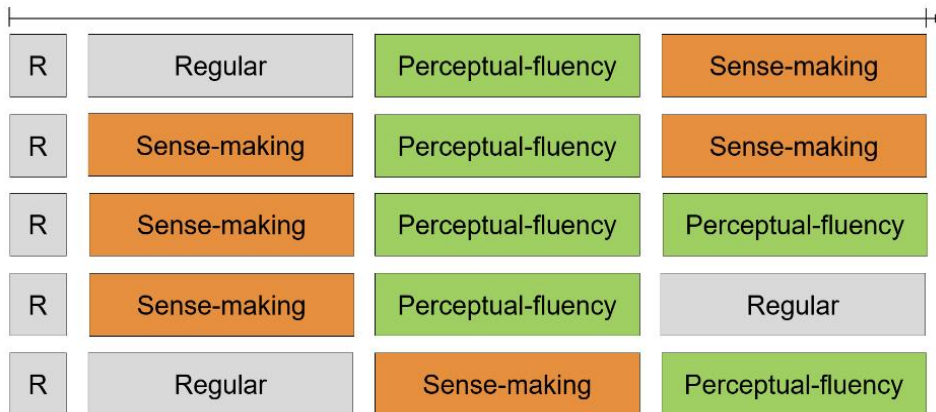 R Regular Perceptual-fluency Sense-making
R Sense-making Perceptual-fluency Sense-making
R Sense-making Perceptual-fluency Perceptual-fluency
R Sense-making Perceptual-fluency Regular
R Regular Sense-making Perceptual-fluency